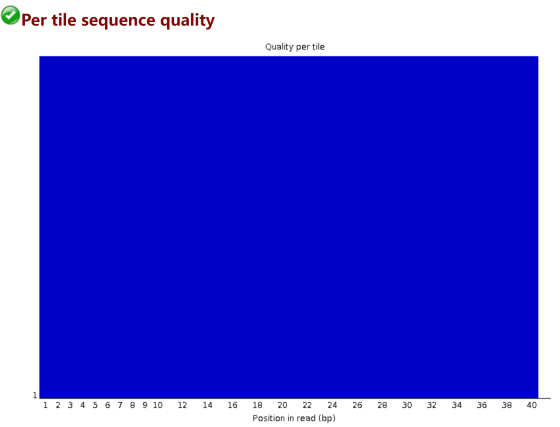 Per tile sequence quality
Quality per tile
1
1 2 3 4 5 6 7 8 9 10 12 14 16 18 20 22 24 26 28 30 32 34 36 38 40
Position in read (bp)